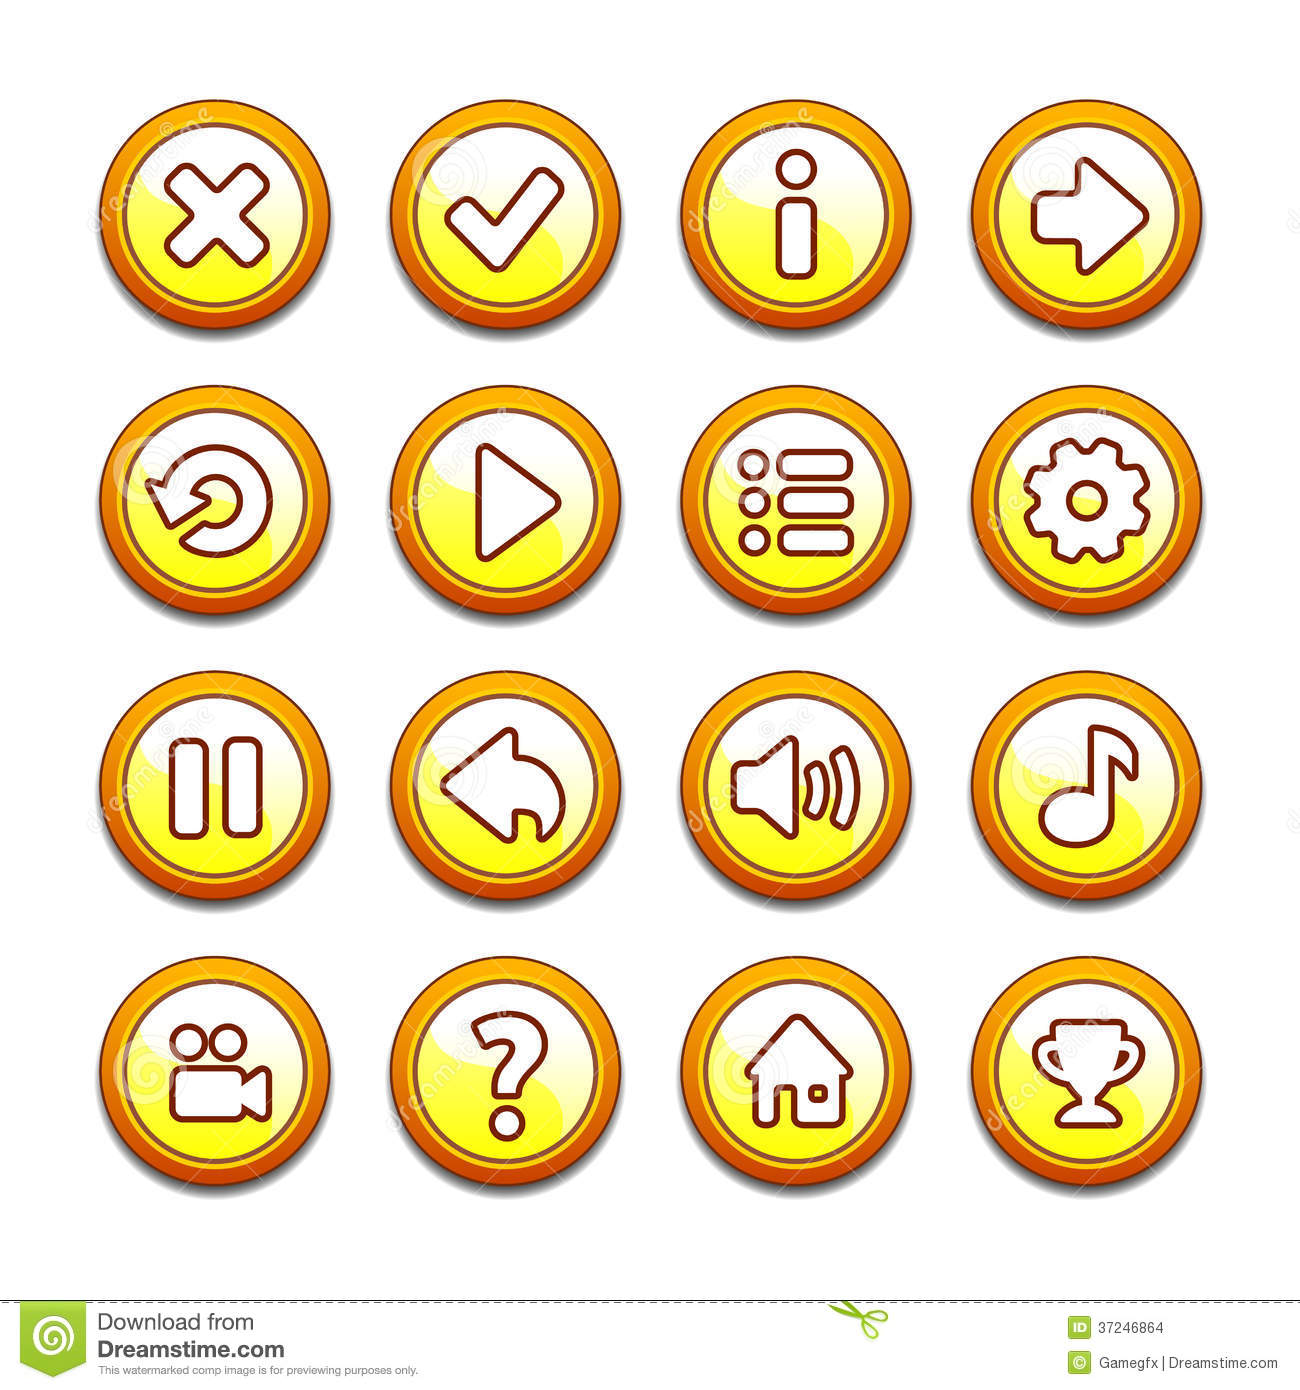 Download from
Dreamstime.com
This watermarked comp image is for previewing purposes only.
ID 37246864
© Gamegfx | Dreamstime.com